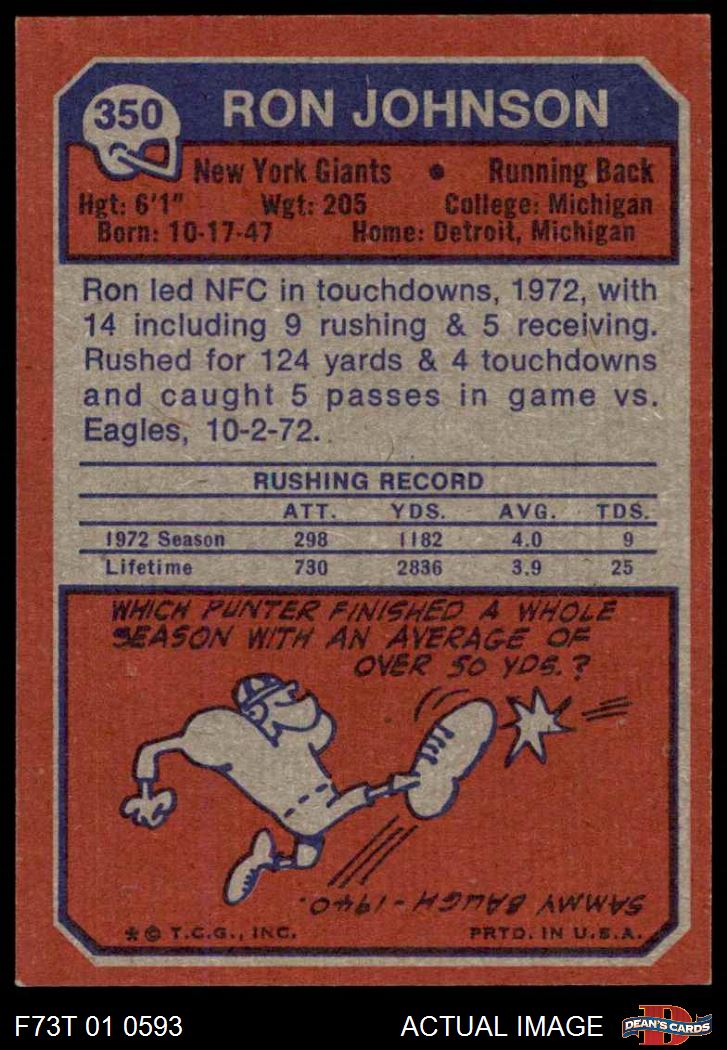 350
RON JOHNSON
New York Giants • Running Back
Hgt: 6'1" Wgt: 205 College: Michigan
Born: 10-17-47 Home: Detroit, Michigan
Ron led NFC in touchdowns, 1972, with
14 including 9 rushing & 5 receiving.
Rushed for 124 yards & 4 touchdowns
and caught 5 passes in game vs.
Eagles, 10-2-72.
RUSHING RECORD
ATT. YDS. AVG. TDS.
1972 Season 298 1182 4.0 9
Lifetime 730 2836 3.9 25
WHICH PUNTER FINISHED A WHOLE
SEASON WITH AN AVERAGE OF
OVER 50 YDS.?
SAMMY BAUGH-1940.
*© T.C.G., INC. PRTD. IN U.S.A.
F73T 01 0593 ACTUAL IMAGE
D
DEAN'S CARDS